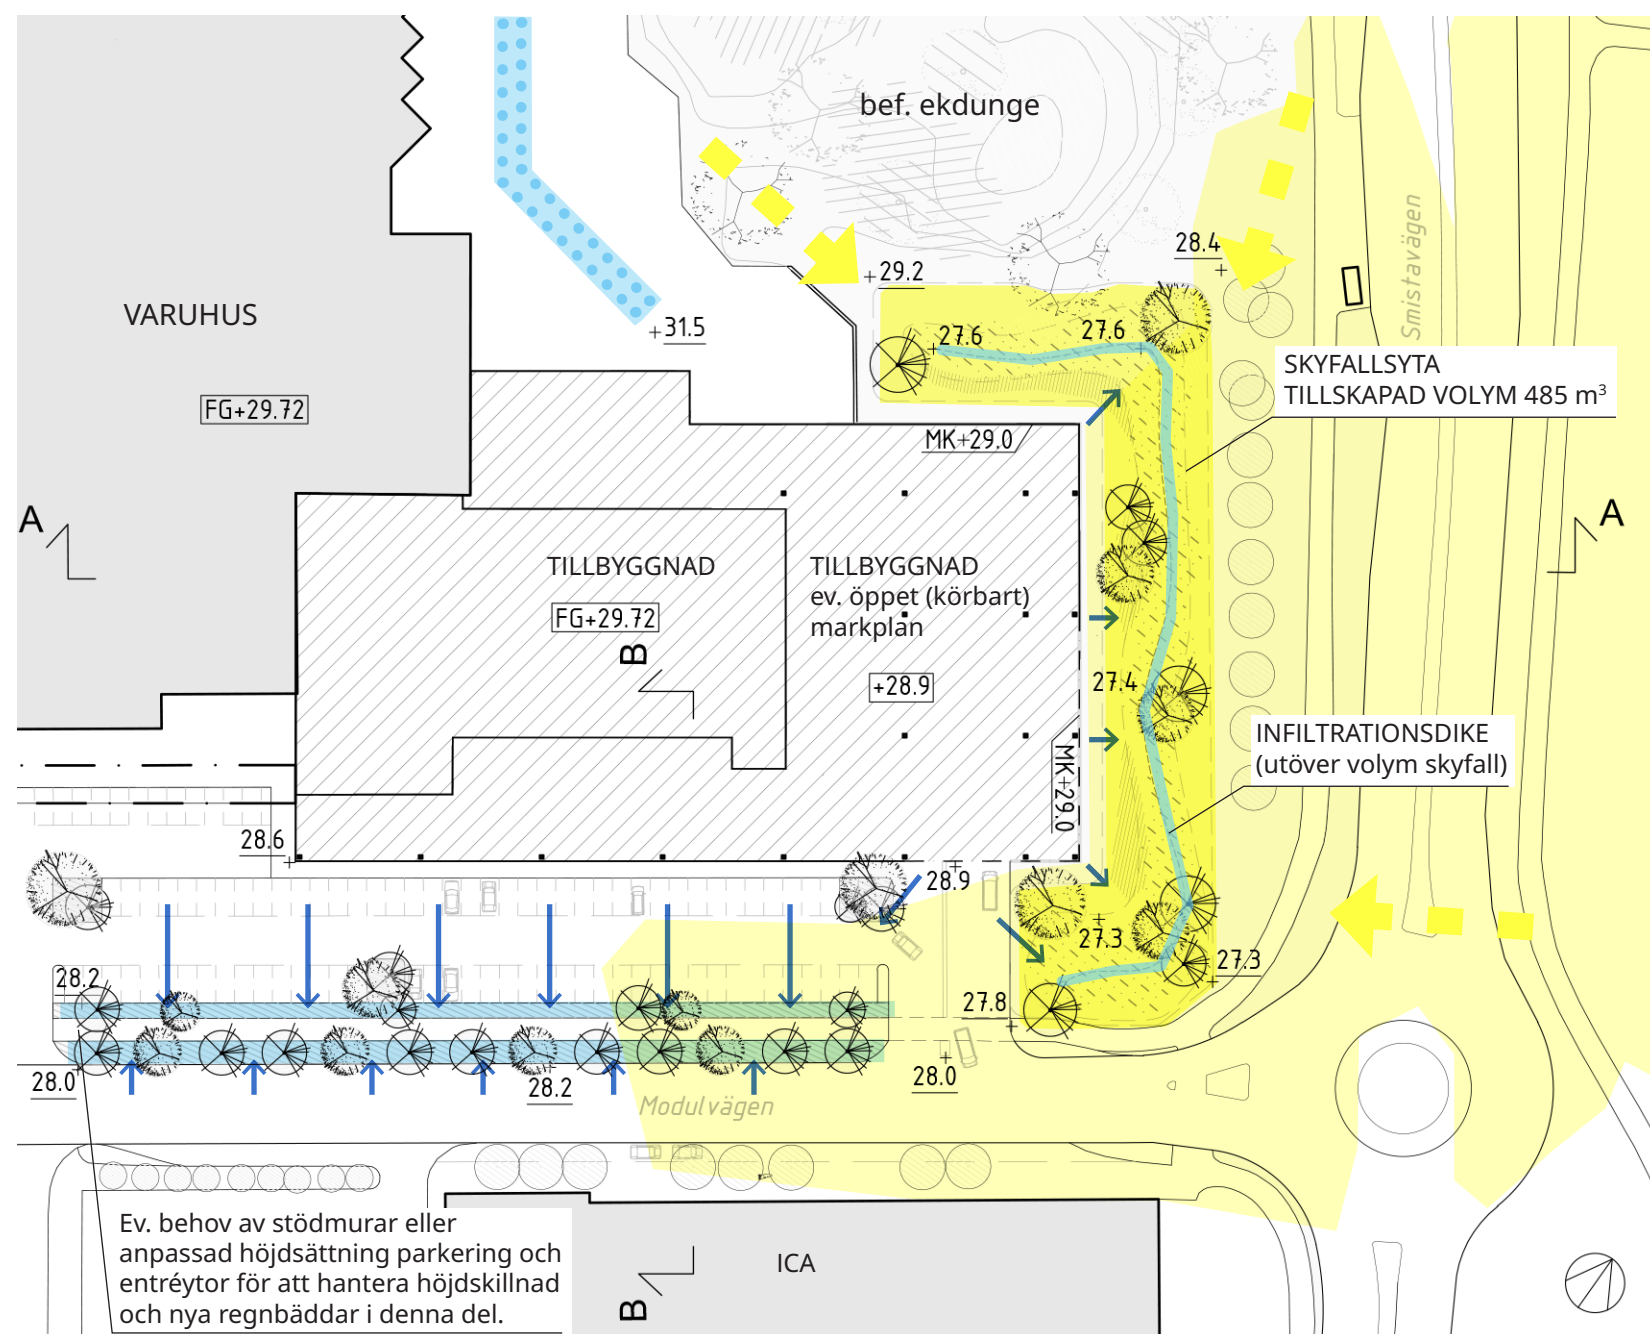 bef. ekdunge
Smistavägen
28.4
29.2
VARUHUS
31.5
27.6
27.6
SKYFALLSYTA
TILLSKAPAD VOLYM 485 m³
FG+29.72
MK+29.0
A
A
TILLBYGGNAD
FG+29.72
TILLBYGGNAD
ev. öppet (körbart)
markplan
B
+28.9
27.4
INFILTRATIONSDIKE
(utöver volym skyfall)
MK+29.0
28.6
28.9
27.3
27.3
28.2
27.8
28.0
28.2
28.0
Modulvägen
Ev. behov av stödmurar eller
anpassad höjdsättning parkering och
entréytor för att hantera höjdskillnad
och nya regnbäddar i denna del.
ICA
B